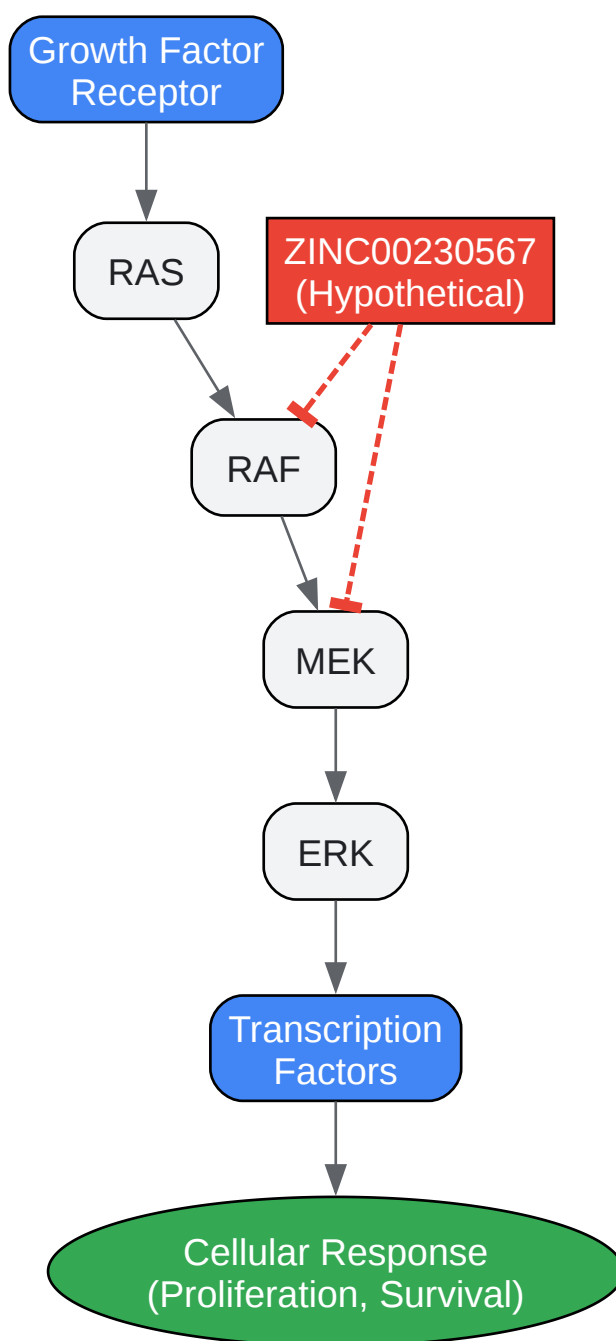 Growth Factor
Receptor
RAS
ZINC00230567
(Hypothetical)
RAF
MEK
ERK
Transcription
Factors
Cellular Response
(Proliferation, Survival)